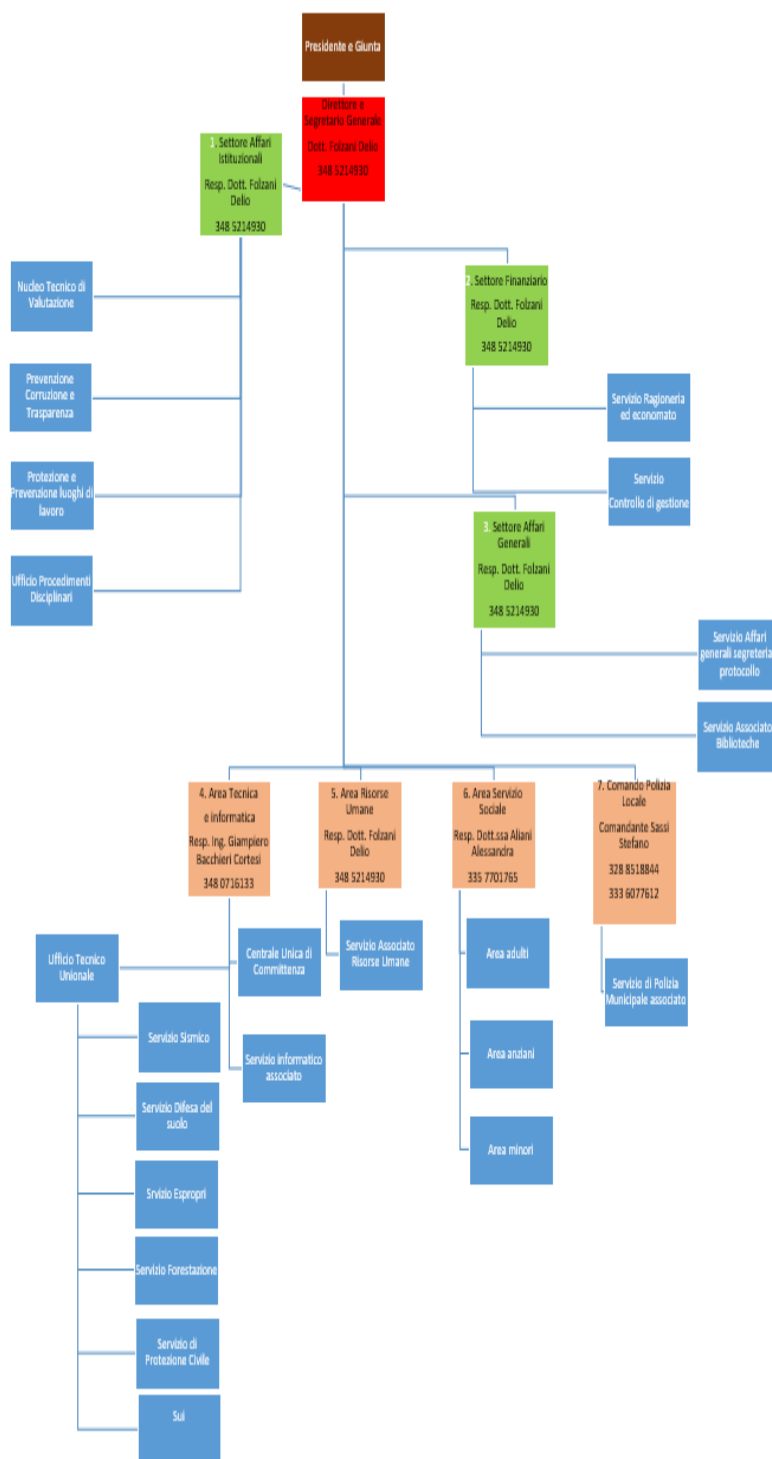 Presidente e Giunta
Direttore e
Segretario Generale
Dott. Folzani Delio
348 5214930
1. Settore Affari
Istituzionali
Resp. Dott. Folzani
Delio
348 5214930
Nucleo Tecnico di
Valutazione
Prevenzione
Corruzione e
Trasparenza
Protezione e
Prevenzione luoghi di
lavoro
Ufficio Procedimenti
Disciplinari
2. Settore Finanziario
Resp. Dott. Folzani
Delio
348 5214930
Servizio Ragioneria
ed economato
Servizio
Controllo di gestione
3. Settore Affari
Generali
Resp. Dott. Folzani
Delio
348 5214930
Servizio Affari
generali segreteria
protocollo
Servizio Associato
Biblioteche
4. Area Tecnica
e informatica
Resp. Ing. Giampiero
Bacchieri Cortesi
348 0716133
5. Area Risorse
Umane
Resp. Dott. Folzani
Delio
348 5214930
6. Area Servizio
Sociale
Resp. Dott.ssa Aliani
Alessandra
335 7701765
7. Comando Polizia
Locale
Comandante Sassi
Stefano
328 8518844
333 6077612
Ufficio Tecnico
Unionale
Centrale Unica di
Committenza
Servizio informatico
associato
Servizio Associato
Risorse Umane
Area adulti
Area anziani
Area minori
Servizio di Polizia
Municipale associato
Servizio Sismico
Servizio Difesa del
suolo
Srvizio Espropri
Servizio Forestazione
Servizio di
Protezione Civile
Sui